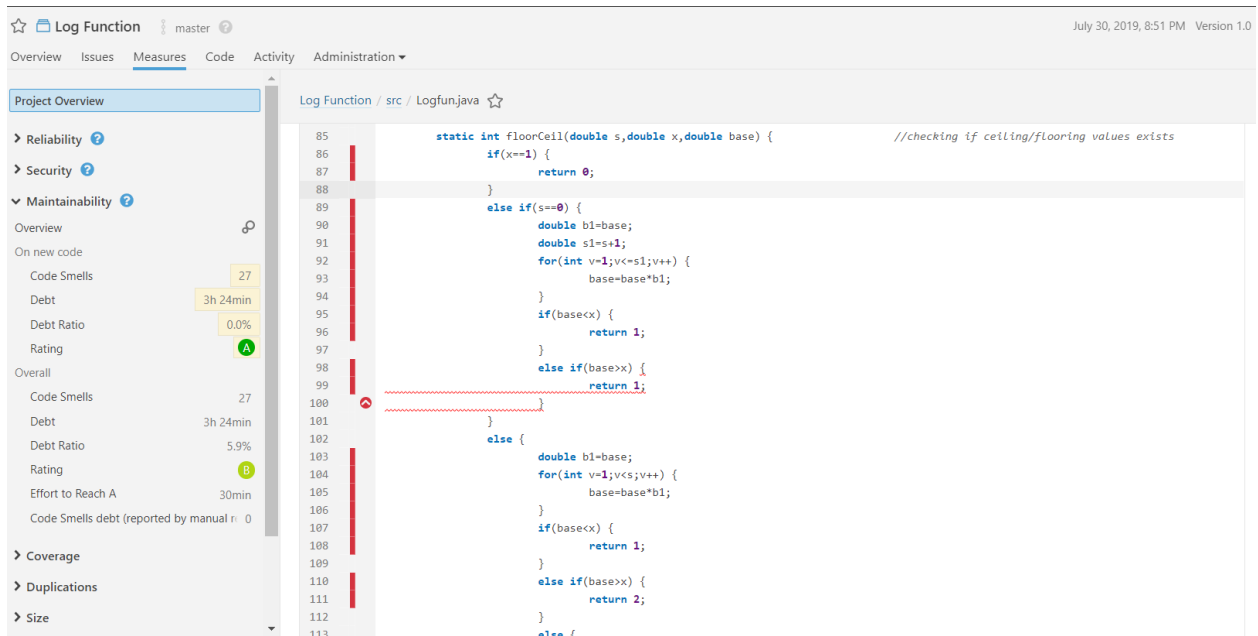 Log Function master
July 30, 2019, 8:51 PM Version 1.0
Overview Issues Measures Code Activity Administration
Project Overview
Reliability ?
Security ?
Maintainability ?
Overview
On new code
Code Smells 27
Debt 3h 24min
Debt Ratio 0.0%
Rating A
Overall
Code Smells 27
Debt 3h 24min
Debt Ratio 5.9%
Rating B
Effort to Reach A 30min
Code Smells debt (reported by manual 0
Coverage
Duplications
Size
Log Function / src / Logfun.java
85 static int floorCeil(double s,double x,double base) { //checking if ceiling/flooring values exists
86 if(x==1) {
87 return 0;
88 }
89 else if(s==0) {
90 double b1=base;
91 double s1=s+1;
92 for(int v=1;v<=s1;v++) {
93 base=base*b1;
94 }
95 if(base<x) {
96 return 1;
97 }
98 else if(base>x) {
99 return 1;
100 }
101 }
102 else {
103 double b1=base;
104 for(int v=1;v<s;v++) {
105 base=base*b1;
106 }
107 if(base<x) {
108 return 1;
109 }
110 else if(base>x) {
111 return 2;
112 }
113 else {